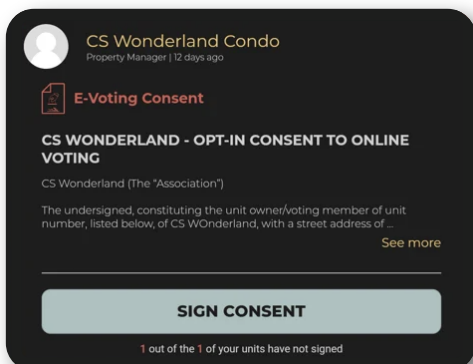 CS Wonderland Condo
Property Manager | 12 days ago
E-Voting Consent
CS WONDERLAND - OPT-IN CONSENT TO ONLINE
VOTING
CS Wonderland (The "Association")
The undersigned, constituting the unit owner/voting member of unit
number, listed below, of CS WOnderland, with a street address of ...
See more
SIGN CONSENT
1 out of the 1 of your units have not signed